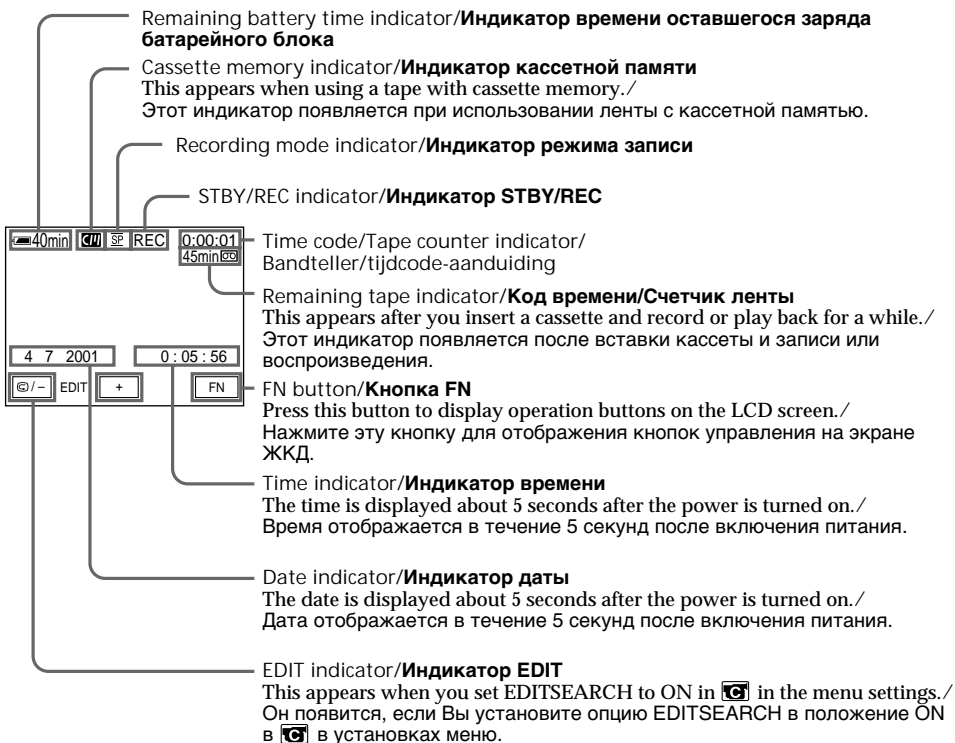 Remaining battery time indicator/Индикатор времени оставшегося заряда
батарейного блока
Cassette memory indicator/Индикатор кассетной памяти
This appears when using a tape with cassette memory./
Этот индикатор появляется при использовании ленты с кассетной памятью.
Recording mode indicator/Индикатор режима записи
STBY/REC indicator/Индикатор STBY/REC
40min SP REC 0:00:01
45min
Time code/Tape counter indicator/
Bandteller/tijdcode-aanduiding
Remaining tape indicator/Код времени/Счетчик ленты
This appears after you insert a cassette and record or play back for a while./
Этот индикатор появляется после вставки кассеты и записи или
воспроизведения.
4 7 2001 0 : 05 : 56
©/– EDIT + FN
FN button/Кнопка FN
Press this button to display operation buttons on the LCD screen./
Нажмите эту кнопку для отображения кнопок управления на экране
ЖКД.
Time indicator/Индикатор времени
The time is displayed about 5 seconds after the power is turned on./
Время отображается в течение 5 секунд после включения питания.
Date indicator/Индикатор даты
The date is displayed about 5 seconds after the power is turned on./
Дата отображается в течение 5 секунд после включения питания.
EDIT indicator/Индикатор EDIT
This appears when you set EDITSEARCH to ON in in the menu settings./
Он появится, если Вы установите опцию EDITSEARCH в положение ON
в в установках меню.